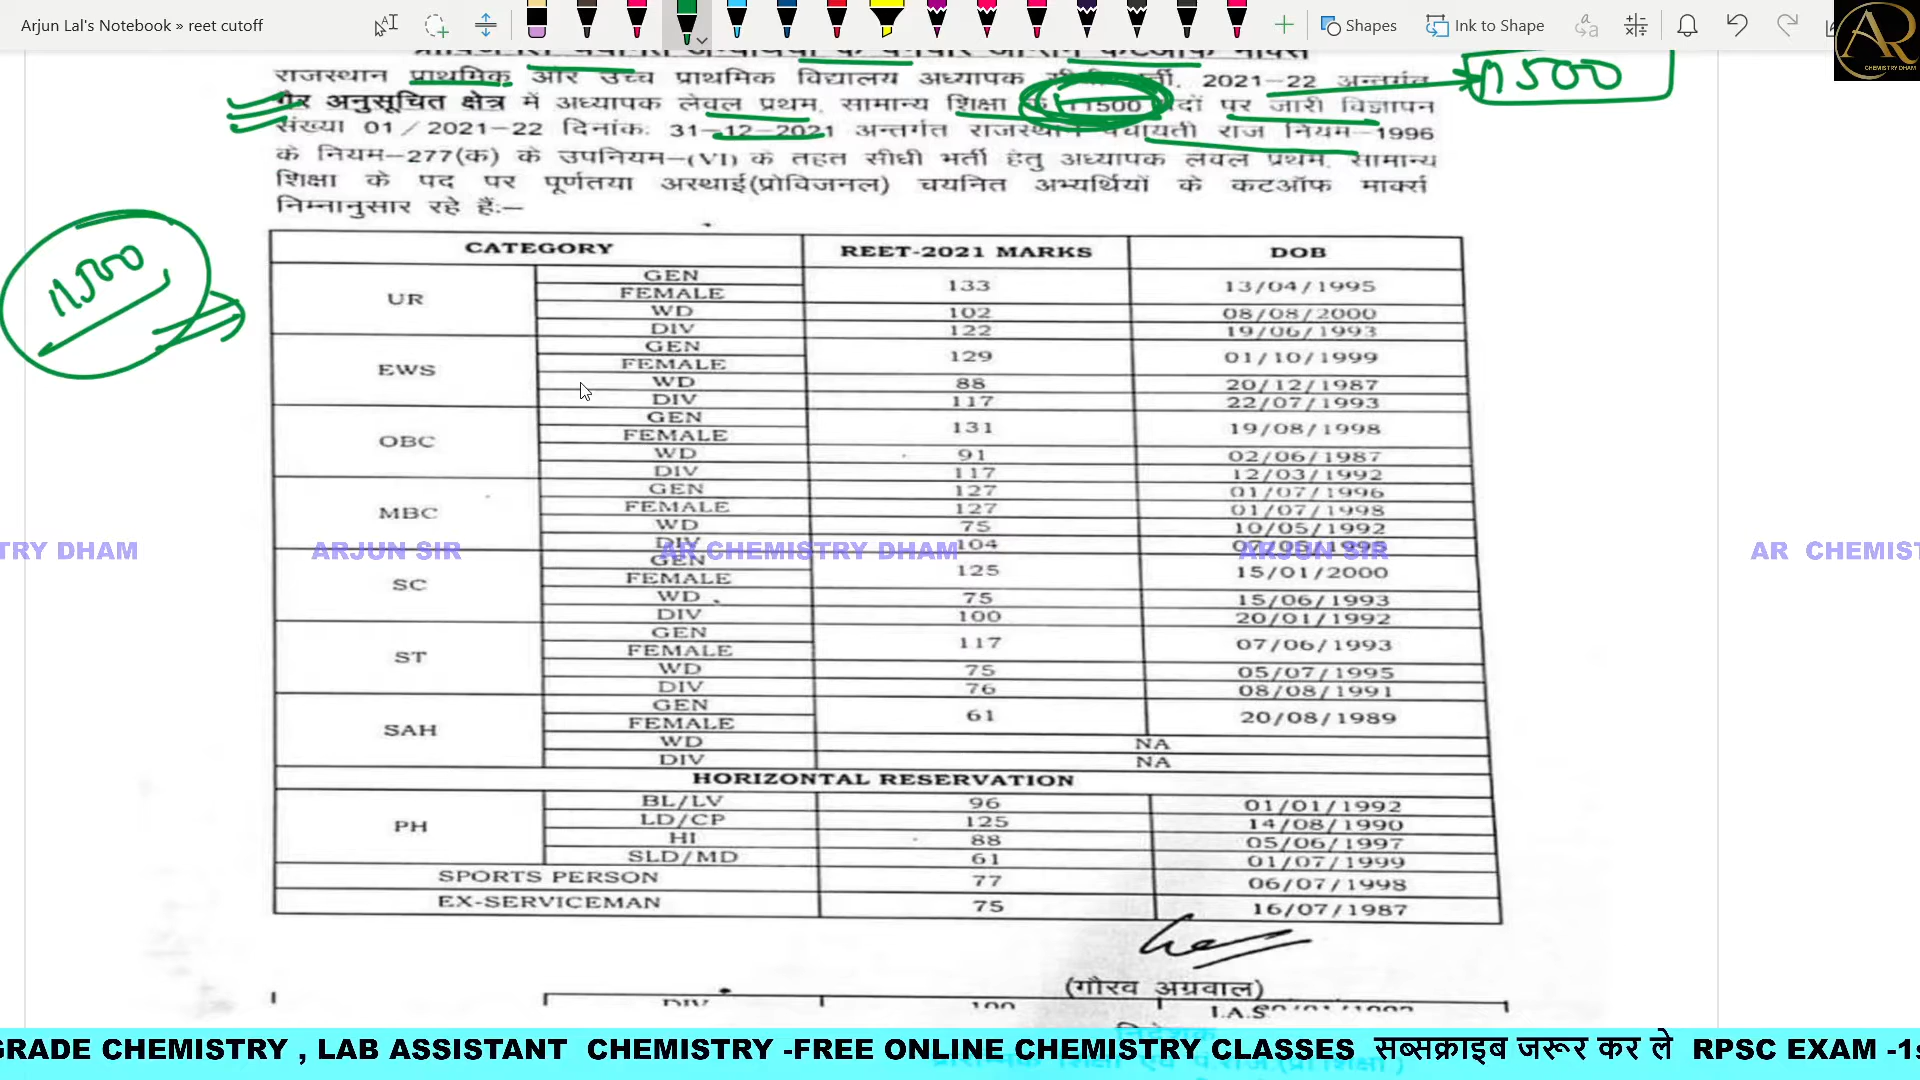 Arjun Lal's Notebook » reet cutoff
Shapes
Ink to Shape
AR
CHEMISTRY DHAM
राजस्थान प्राथमिक और उच्च प्राथमिक विद्यालय अध्यापक 2021-22 अन्तर्गत
11500
गैर अनुसूचित क्षेत्र में अध्यापक लेवल प्रथम, सामान्य शिक्षा के 11500 पदों पर जारी विज्ञापन
संख्या 01/2021-22 दिनांक: 31-12-2021 अन्तर्गत राजस्थान पंचायती राज नियम-1996
के नियम-277(क) के उपनियम-(VI) के तहत सीधी भर्ती हेतु अध्यापक लेवल प्रथम, सामान्य
शिक्षा के पद पर पूर्णतया अस्थाई(प्रोविजनल) चयनित अभ्यर्थियों के कटऑफ मार्क्स
निम्नानुसार रहे हैं:-
11500
CATEGORY REET-2021 MARKS DOB
UR GEN 133 13/04/1995
FEMALE
WD 102 08/08/2000
DIV 122 19/06/1993
EWS GEN 129 01/10/1999
FEMALE
WD 88 20/12/1987
DIV 117 22/07/1993
OBC GEN 131 19/08/1998
FEMALE
WD 91 02/06/1987
DIV 117 12/03/1992
MBC GEN 127 01/07/1996
FEMALE 127 01/07/1998
WD 75 10/05/1992
DIV 104
TRY DHAM ARJUN SIR AR CHEMISTRY DHAM ARJUN SIR AR CHEMIST
SC GEN 125 15/01/2000
FEMALE
WD 75 15/06/1993
DIV 100 20/01/1992
ST GEN 117 07/06/1993
FEMALE
WD 75 05/07/1995
DIV 76 08/08/1991
SAH GEN 61 20/08/1989
FEMALE
WD NA
DIV NA
HORIZONTAL RESERVATION
PH BL/LV 96 01/01/1992
LD/CP 125 14/08/1990
HI 88 05/06/1997
SLD/MD 61 01/07/1999
SPORTS PERSON 77 06/07/1998
EX-SERVICEMAN 75 16/07/1987
(गौरव अग्रवाल)
DIV 100
I.A.S
निदेशक
GRADE CHEMISTRY , LAB ASSISTANT CHEMISTRY -FREE ONLINE CHEMISTRY CLASSES सब्सक्राइब जरूर कर ले RPSC EXAM -1s